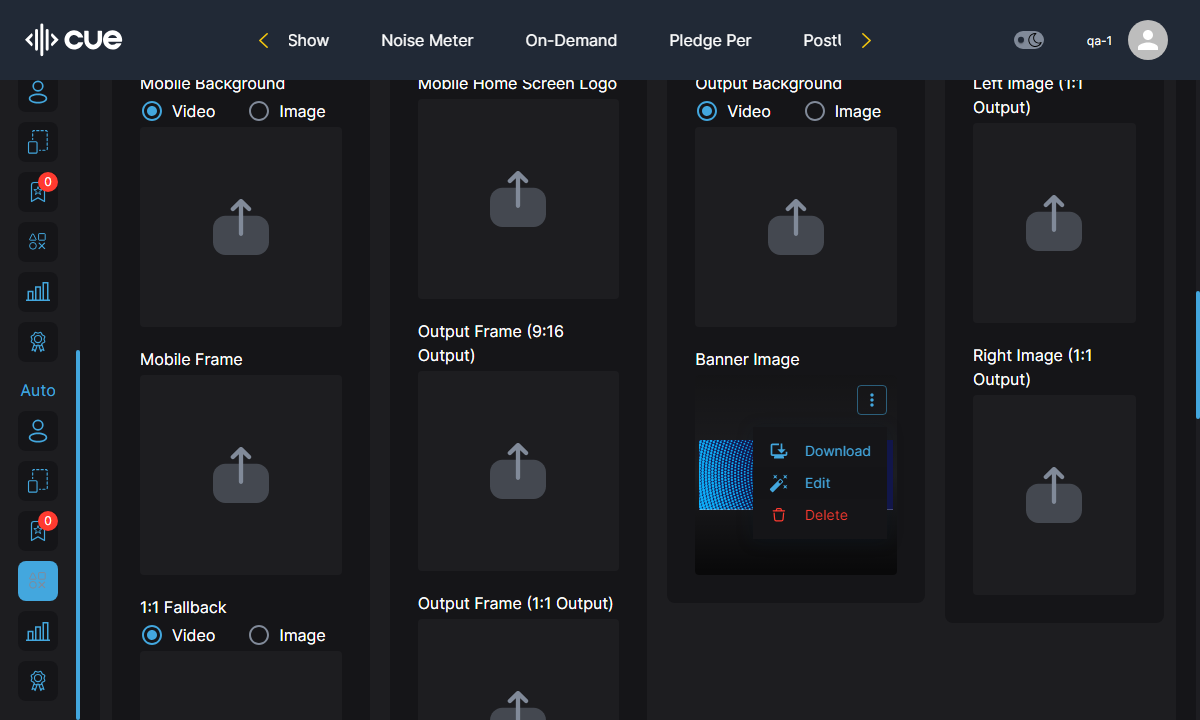 cue
Show
Noise Meter
On-Demand
Pledge Per
Post
qa-1
0
Auto
0
Mobile Background
Video
Image
Mobile Frame
1:1 Fallback
Video
Image
Mobile Home Screen Logo
Output Frame (9:16
Output)
Output Frame (1:1 Output)
Output Background
Video
Image
Banner Image
Download
Edit
Delete
Left Image (1:1
Output)
Right Image (1:1
Output)